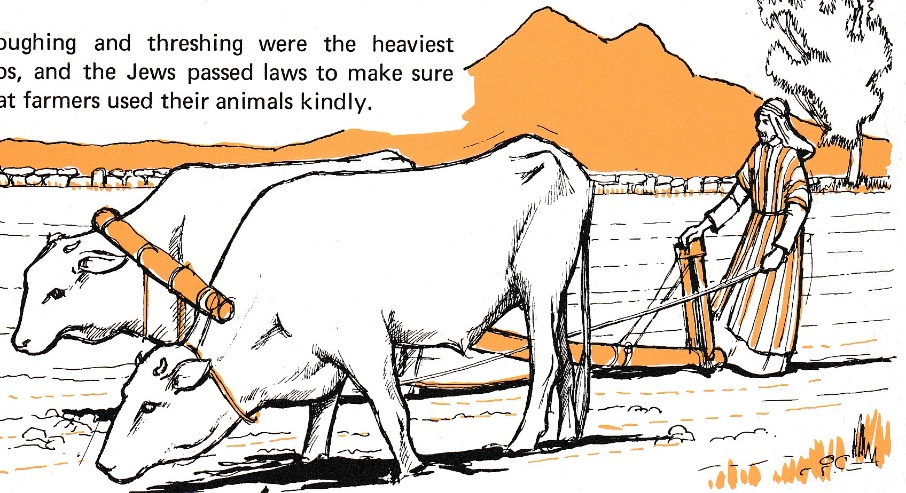 oughing and threshing were the heaviest
os, and the Jews passed laws to make sure
at farmers used their animals kindly.